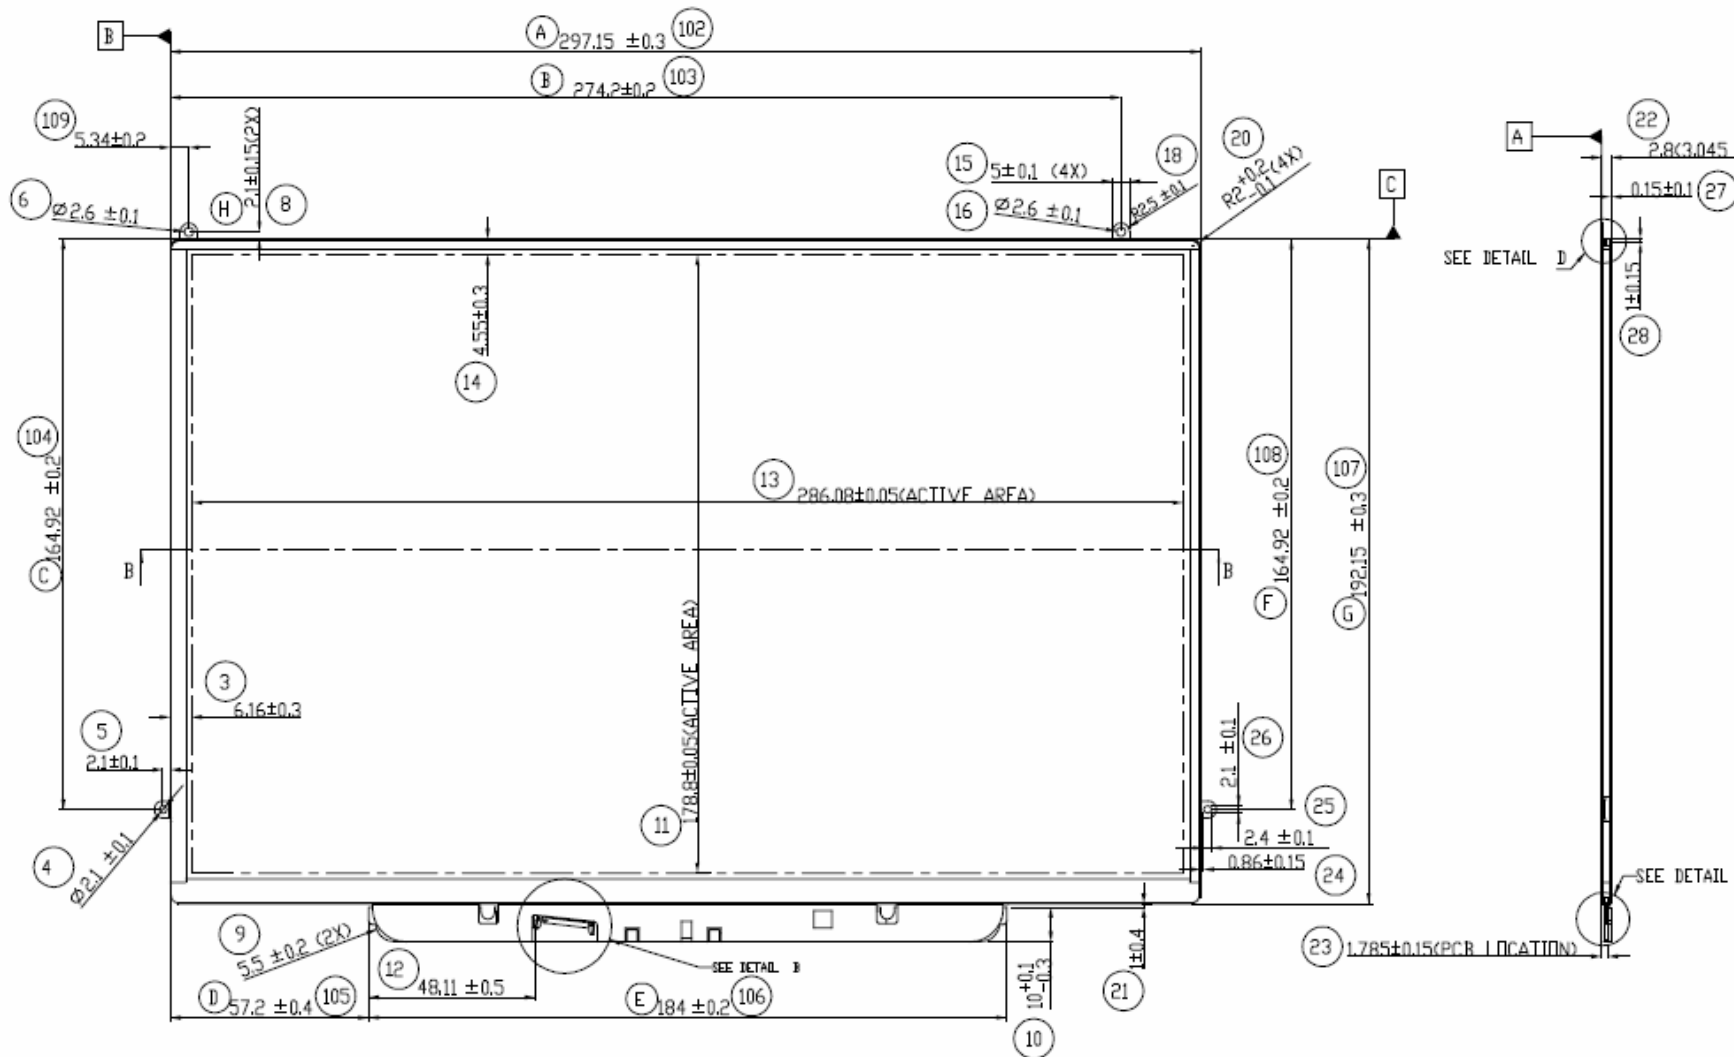 B
A 297.15 ±0.3 102
B 274.2±0.2 103
109
5.34±0.2
2.1±0.15(2X)
6 Ø2.6 ±0.1
H 8
15 5±0.1 (4X)
16 Ø2.6 ±0.1
18
R2.5 ±0.1
20
R2 +0.2 -0.1 (4X)
C
A
22
2.8(3.045
0.15±0.1 27
SEE DETAIL D
1±0.15
28
4.55±0.3
14
104
164.92 ±0.2
C
13 286.08±0.05(ACTIVE AREA)
108
164.92 ±0.2
F
107
192.15 ±0.3
G
B
B
178.8±0.05(ACTIVE AREA)
11
3
6.16±0.3
5
2.1±0.1
4
Ø2.1 ±0.1
2.1 ±0.1
26
25
2.4 ±0.1
0.86±0.15 24
SEE DETAIL
9
5.5 ±0.2 (2X)
12
48.11 ±0.5
SEE DETAIL B
D 57.2 ±0.4 105
E 184 ±0.2 106
10 +0.1 -0.3
10
1±0.4
21
23 1.785±0.15(PCB LOCATION)